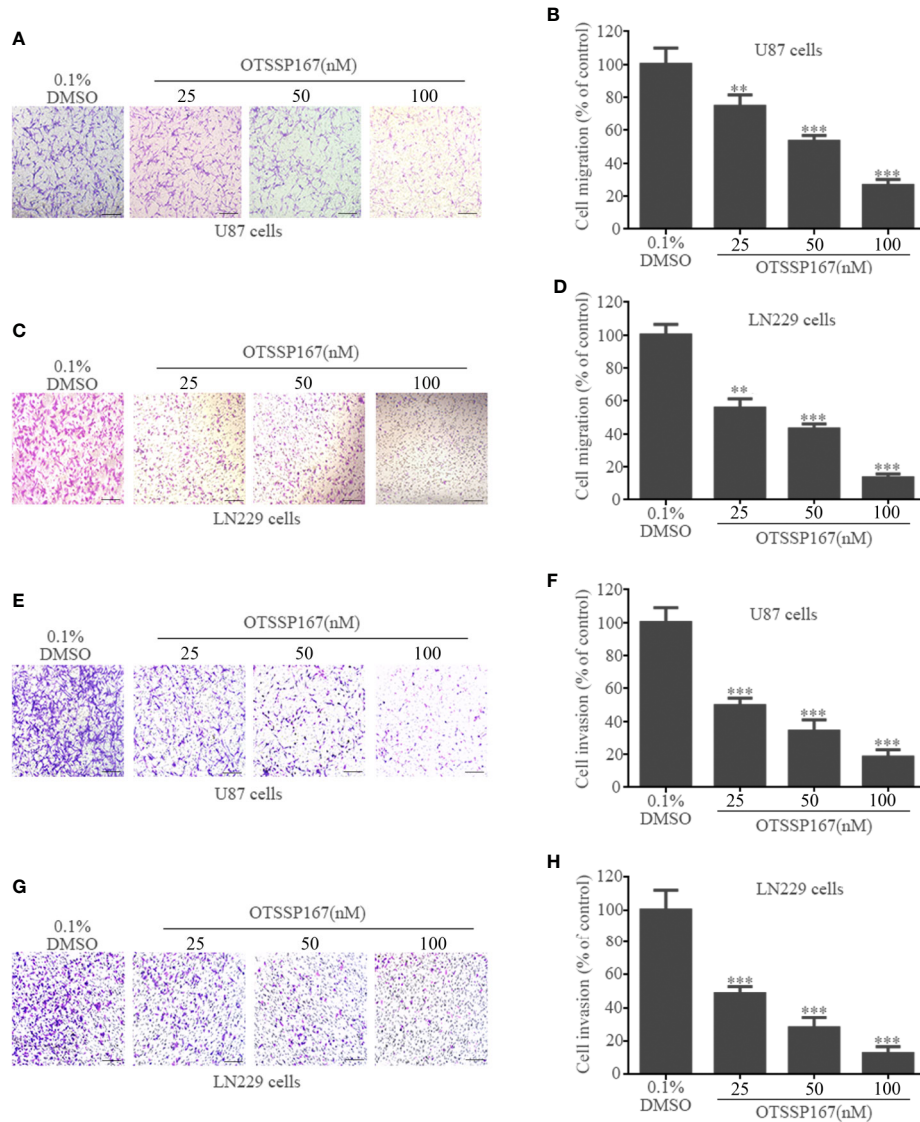 A
0.1%
DMSO
OTSSP167(nM)
25 50 100
U87 cells
B
Cell migration (% of control)
120
100
80
60
40
20
0
U87 cells
**
***
***
0.1%
DMSO
25 50 100
OTSSP167(nM)
C
0.1%
DMSO
OTSSP167(nM)
25 50 100
LN229 cells
D
Cell migration (% of control)
120
100
80
60
40
20
0
LN229 cells
**
***
***
0.1%
DMSO
25 50 100
OTSSP167(nM)
E
0.1%
DMSO
OTSSP167(nM)
25 50 100
U87 cells
F
Cell invasion (% of control)
120
100
80
60
40
20
0
U87 cells
***
***
***
0.1%
DMSO
25 50 100
OTSSP167(nM)
G
0.1%
DMSO
OTSSP167(nM)
25 50 100
LN229 cells
H
Cell invasion (% of control)
120
100
80
60
40
20
0
LN229 cells
***
***
***
0.1%
DMSO
25 50 100
OTSSP167(nM)